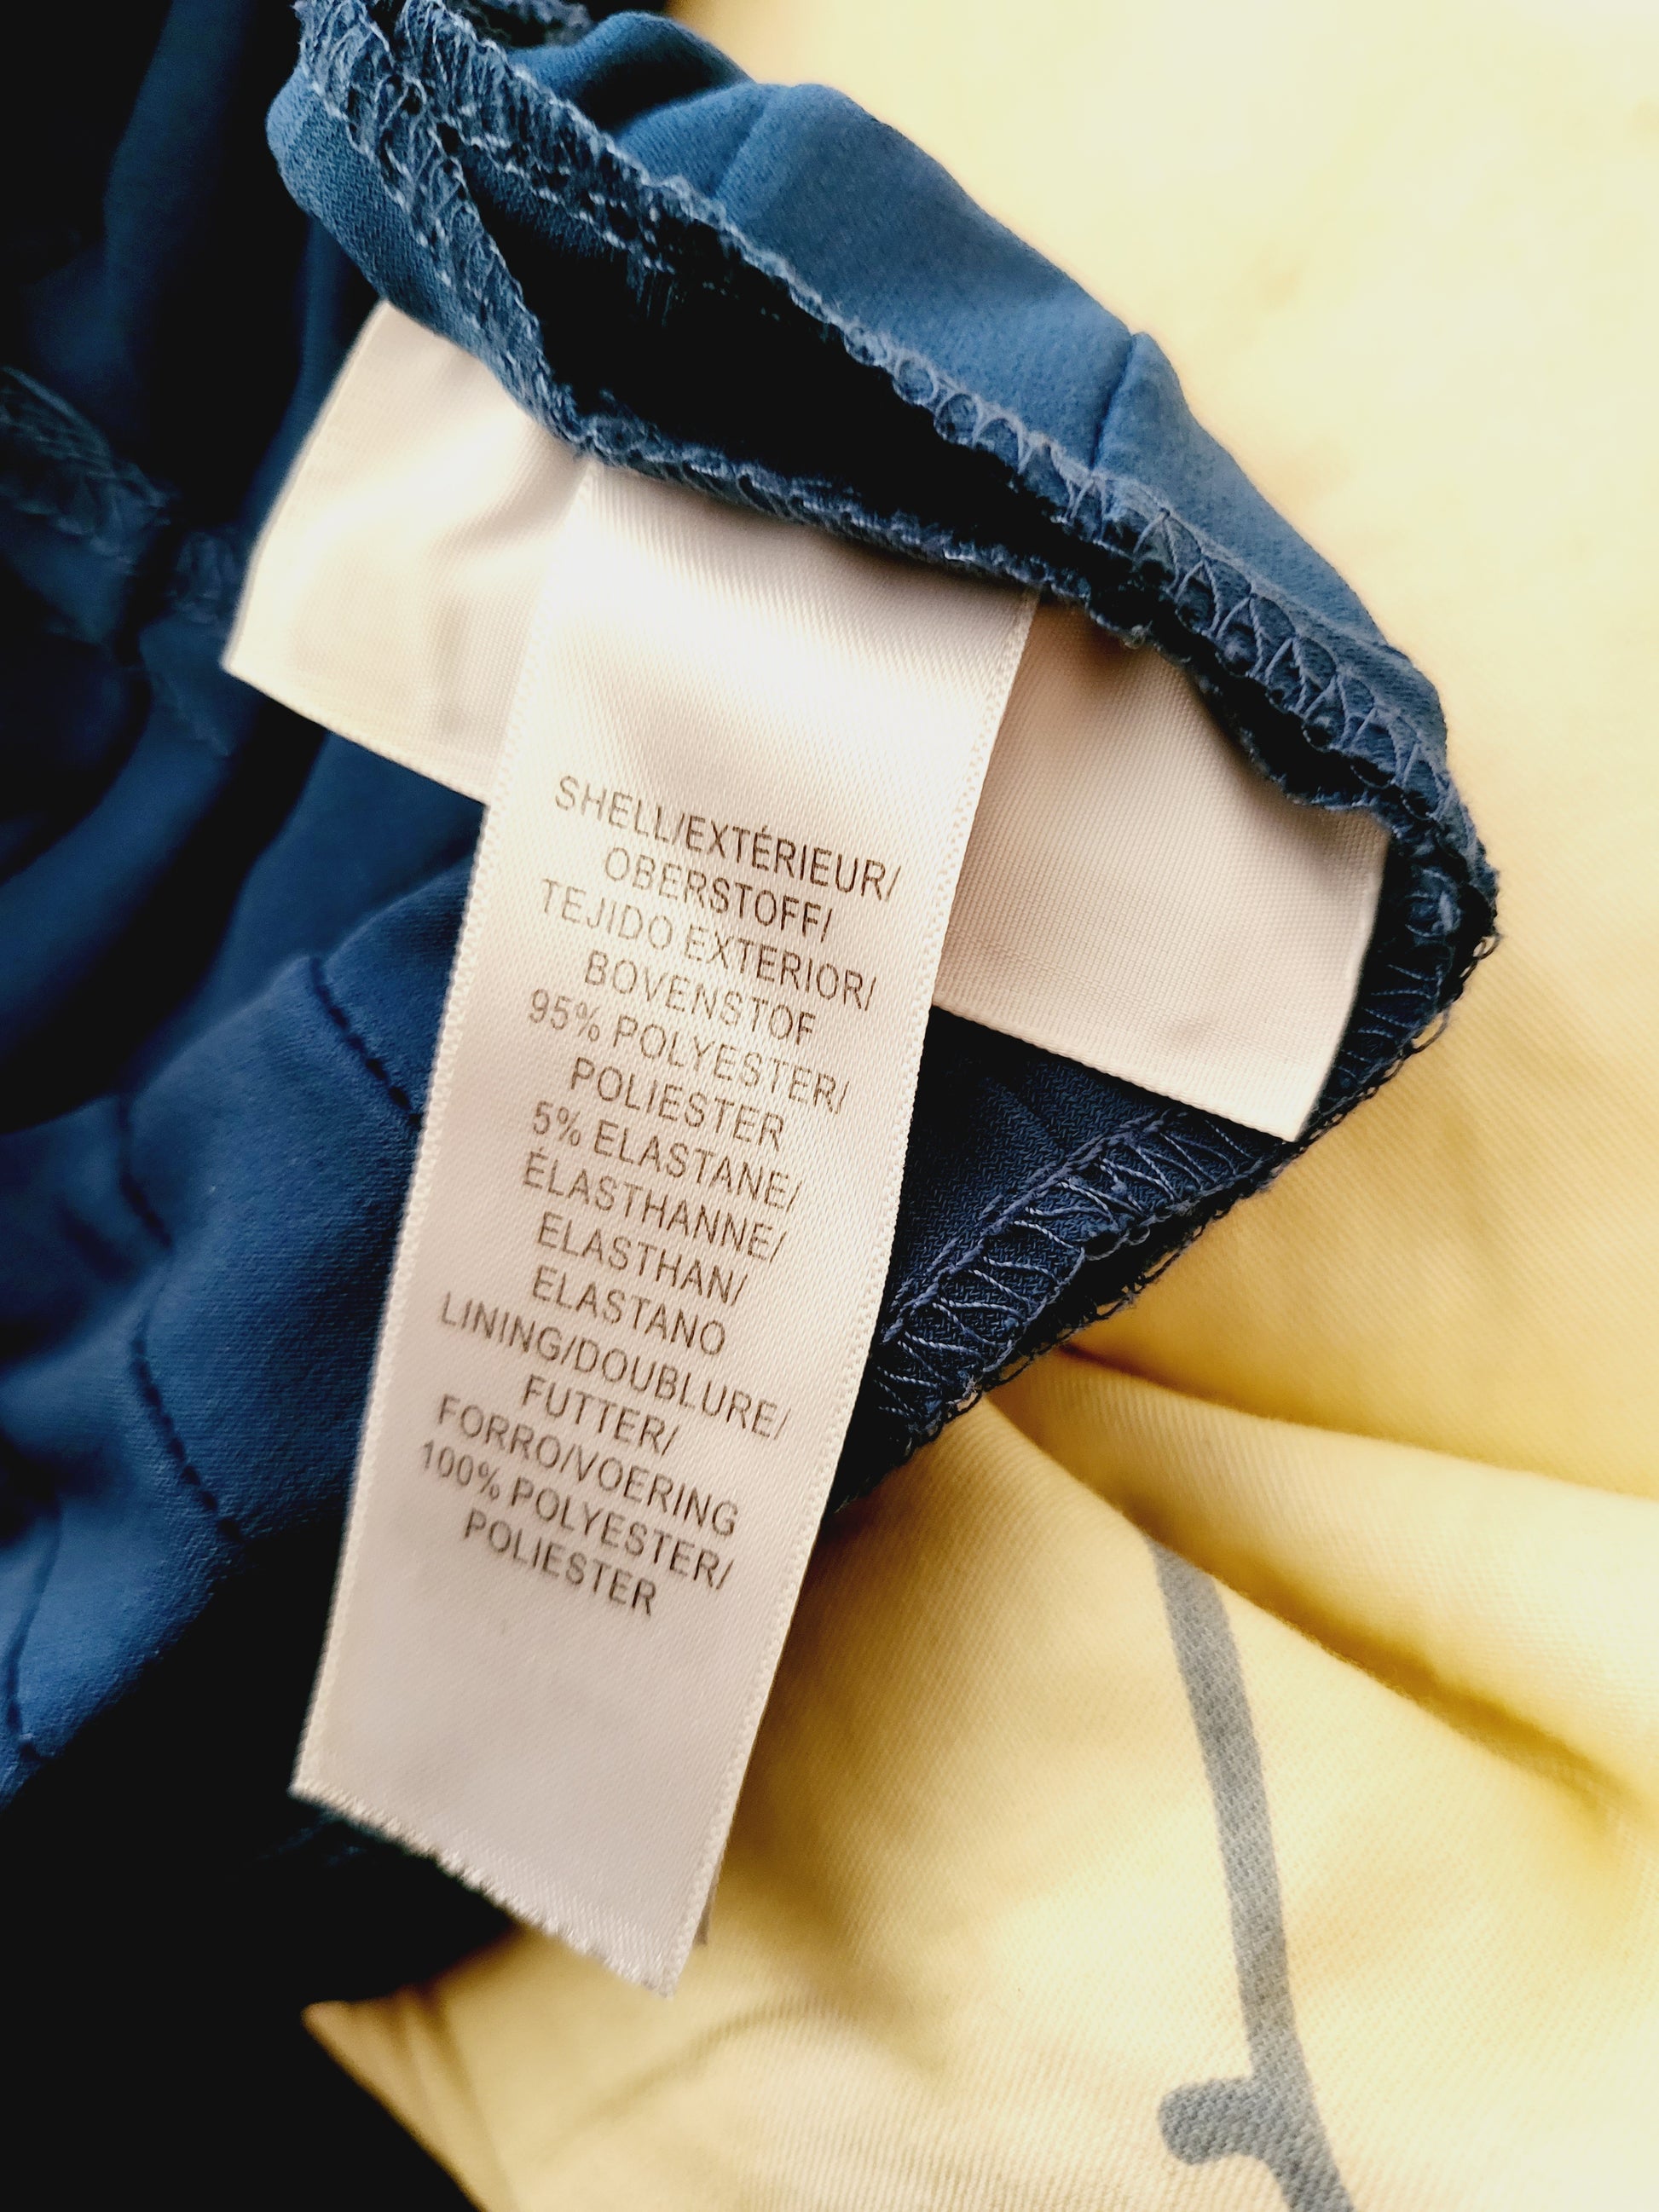 SHELL/EXTÉRIEUR/
OBERSTOFF/
TEJIDO EXTERIOR/
BOVENSTOF
95% POLYESTER/
POLIESTER
5% ELASTANE/
ÉLASTHANNE/
ELASTHAN/
ELASTANO
LINING/DOUBLURE/
FUTTER/
FORRO/VOERING
100% POLYESTER/
POLIESTER